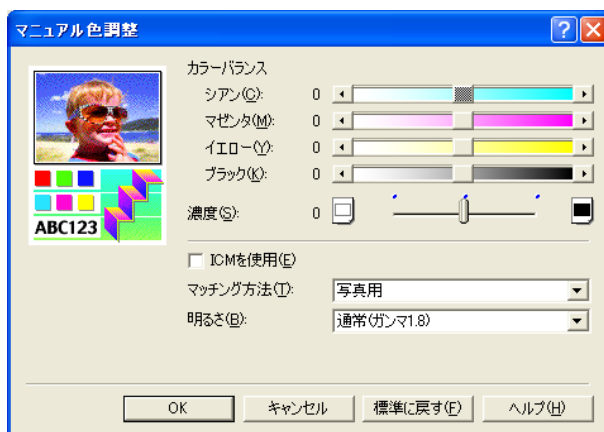 マニュアル色調整
カラーバランス
シアン(C): 0
マゼンタ(M): 0
イエロー(Y): 0
ブラック(K): 0
濃度(S): 0
ABC123
ICMを使用(E)
マッチング方法(T): 写真用
明るさ(B): 通常(ガンマ1.8)
OK キャンセル 標準に戻す(F) ヘルプ(H)